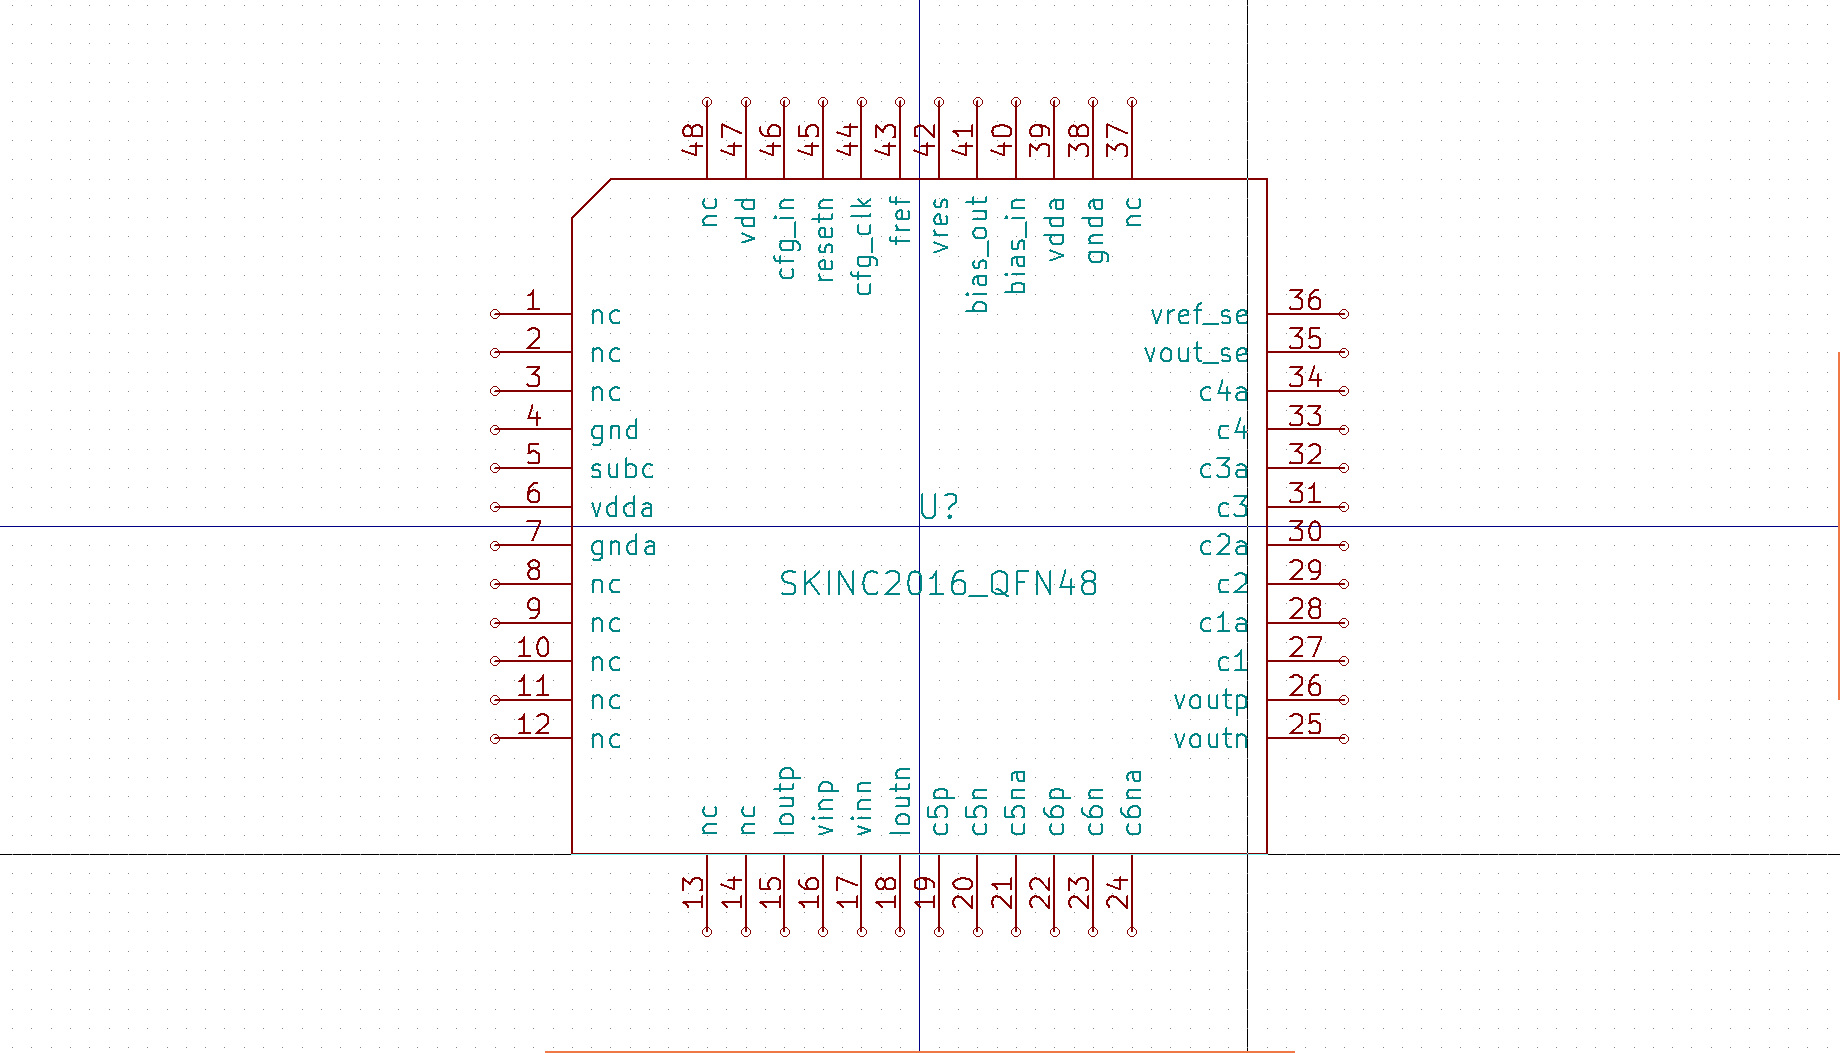 48 47 46 45 44 43 42 41 40 39 38 37
nc vdd cfg_in resetn cfg_clk fref vres bias_out bias_in vdda gnda nc
1 nc vref_se 36
2 nc vout_se 35
3 nc c4a 34
4 gnd c4 33
5 subc c3a 32
6 vdda c3 31
U?
7 gnda c2a 30
8 nc c2 29
SKINC2016_QFN48
9 nc c1a 28
10 nc c1 27
11 nc voutp 26
12 nc voutn 25
nc nc loutp vinp vinn loutn c5p c5n c5na c6p c6n c6na
13 14 15 16 17 18 19 20 21 22 23 24